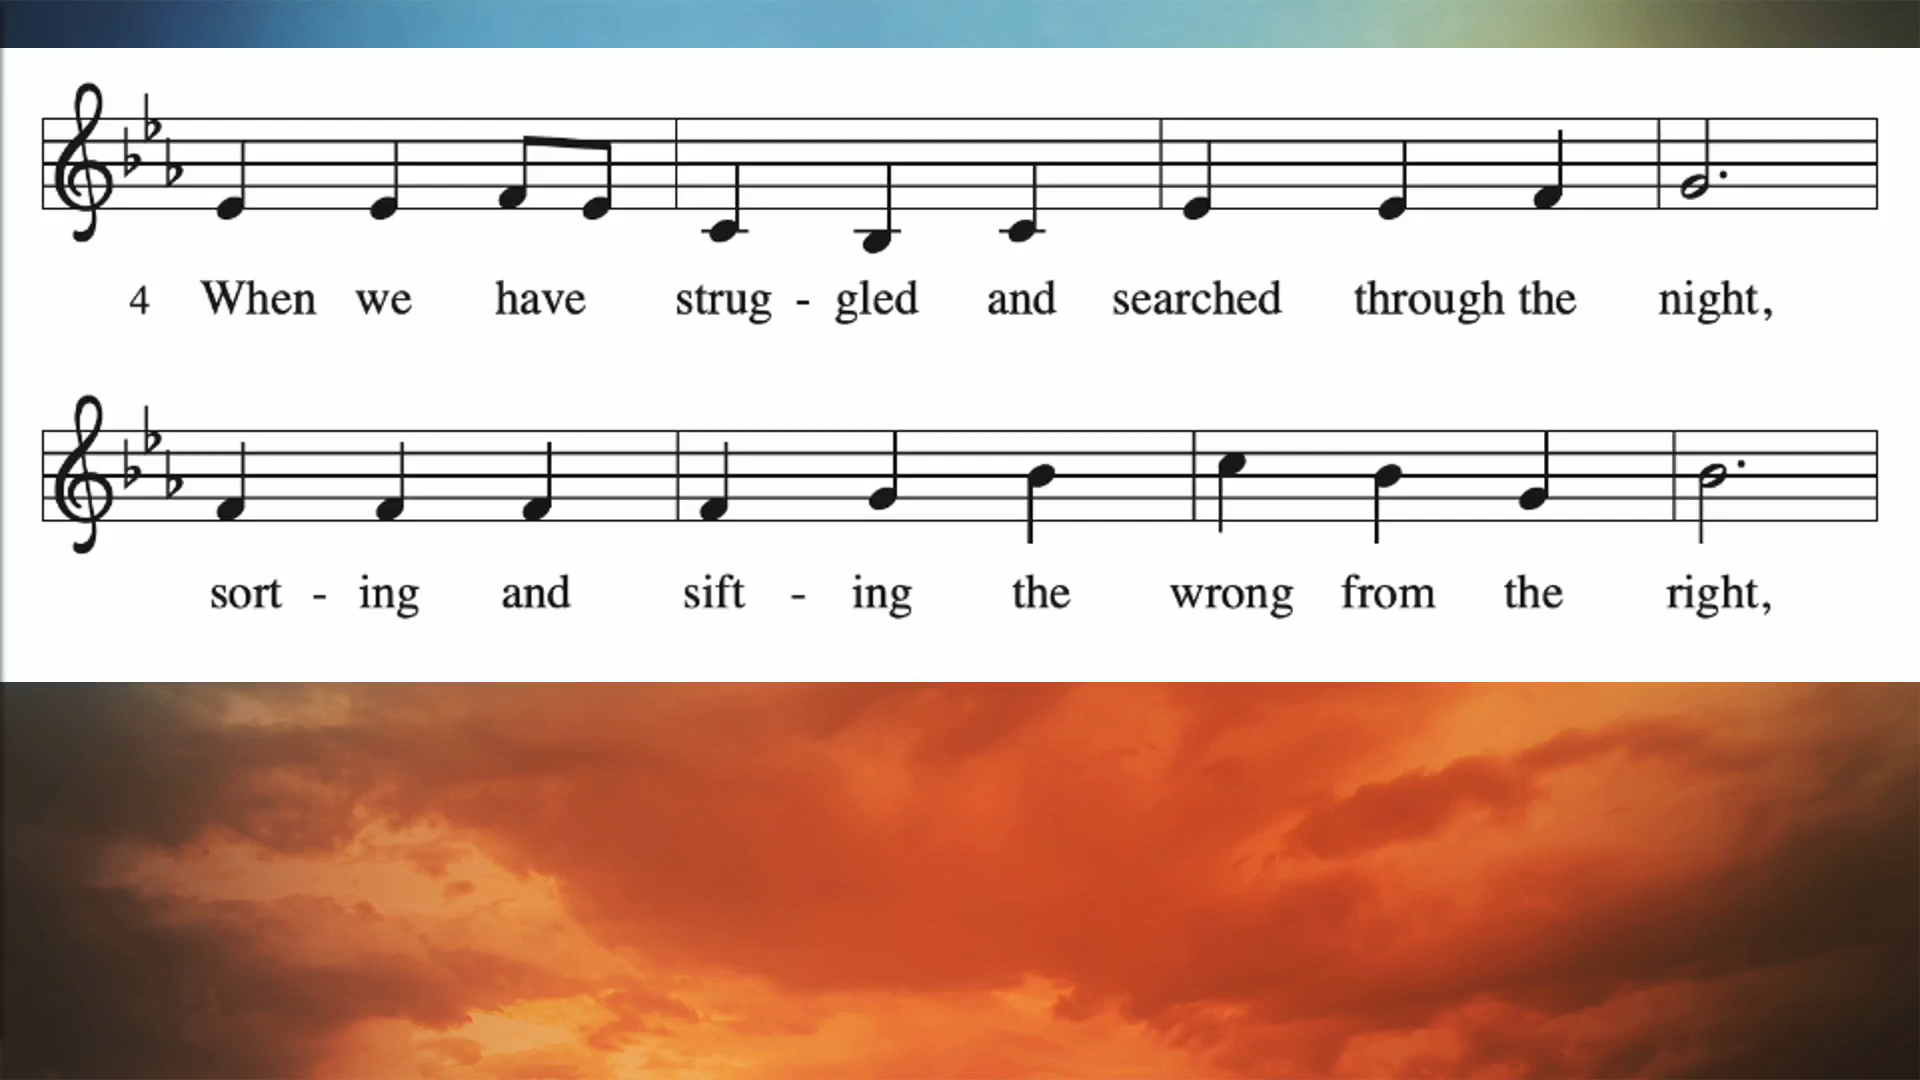 4 When we have strug - gled and searched through the night,
sort - ing and sift - ing the wrong from the right,